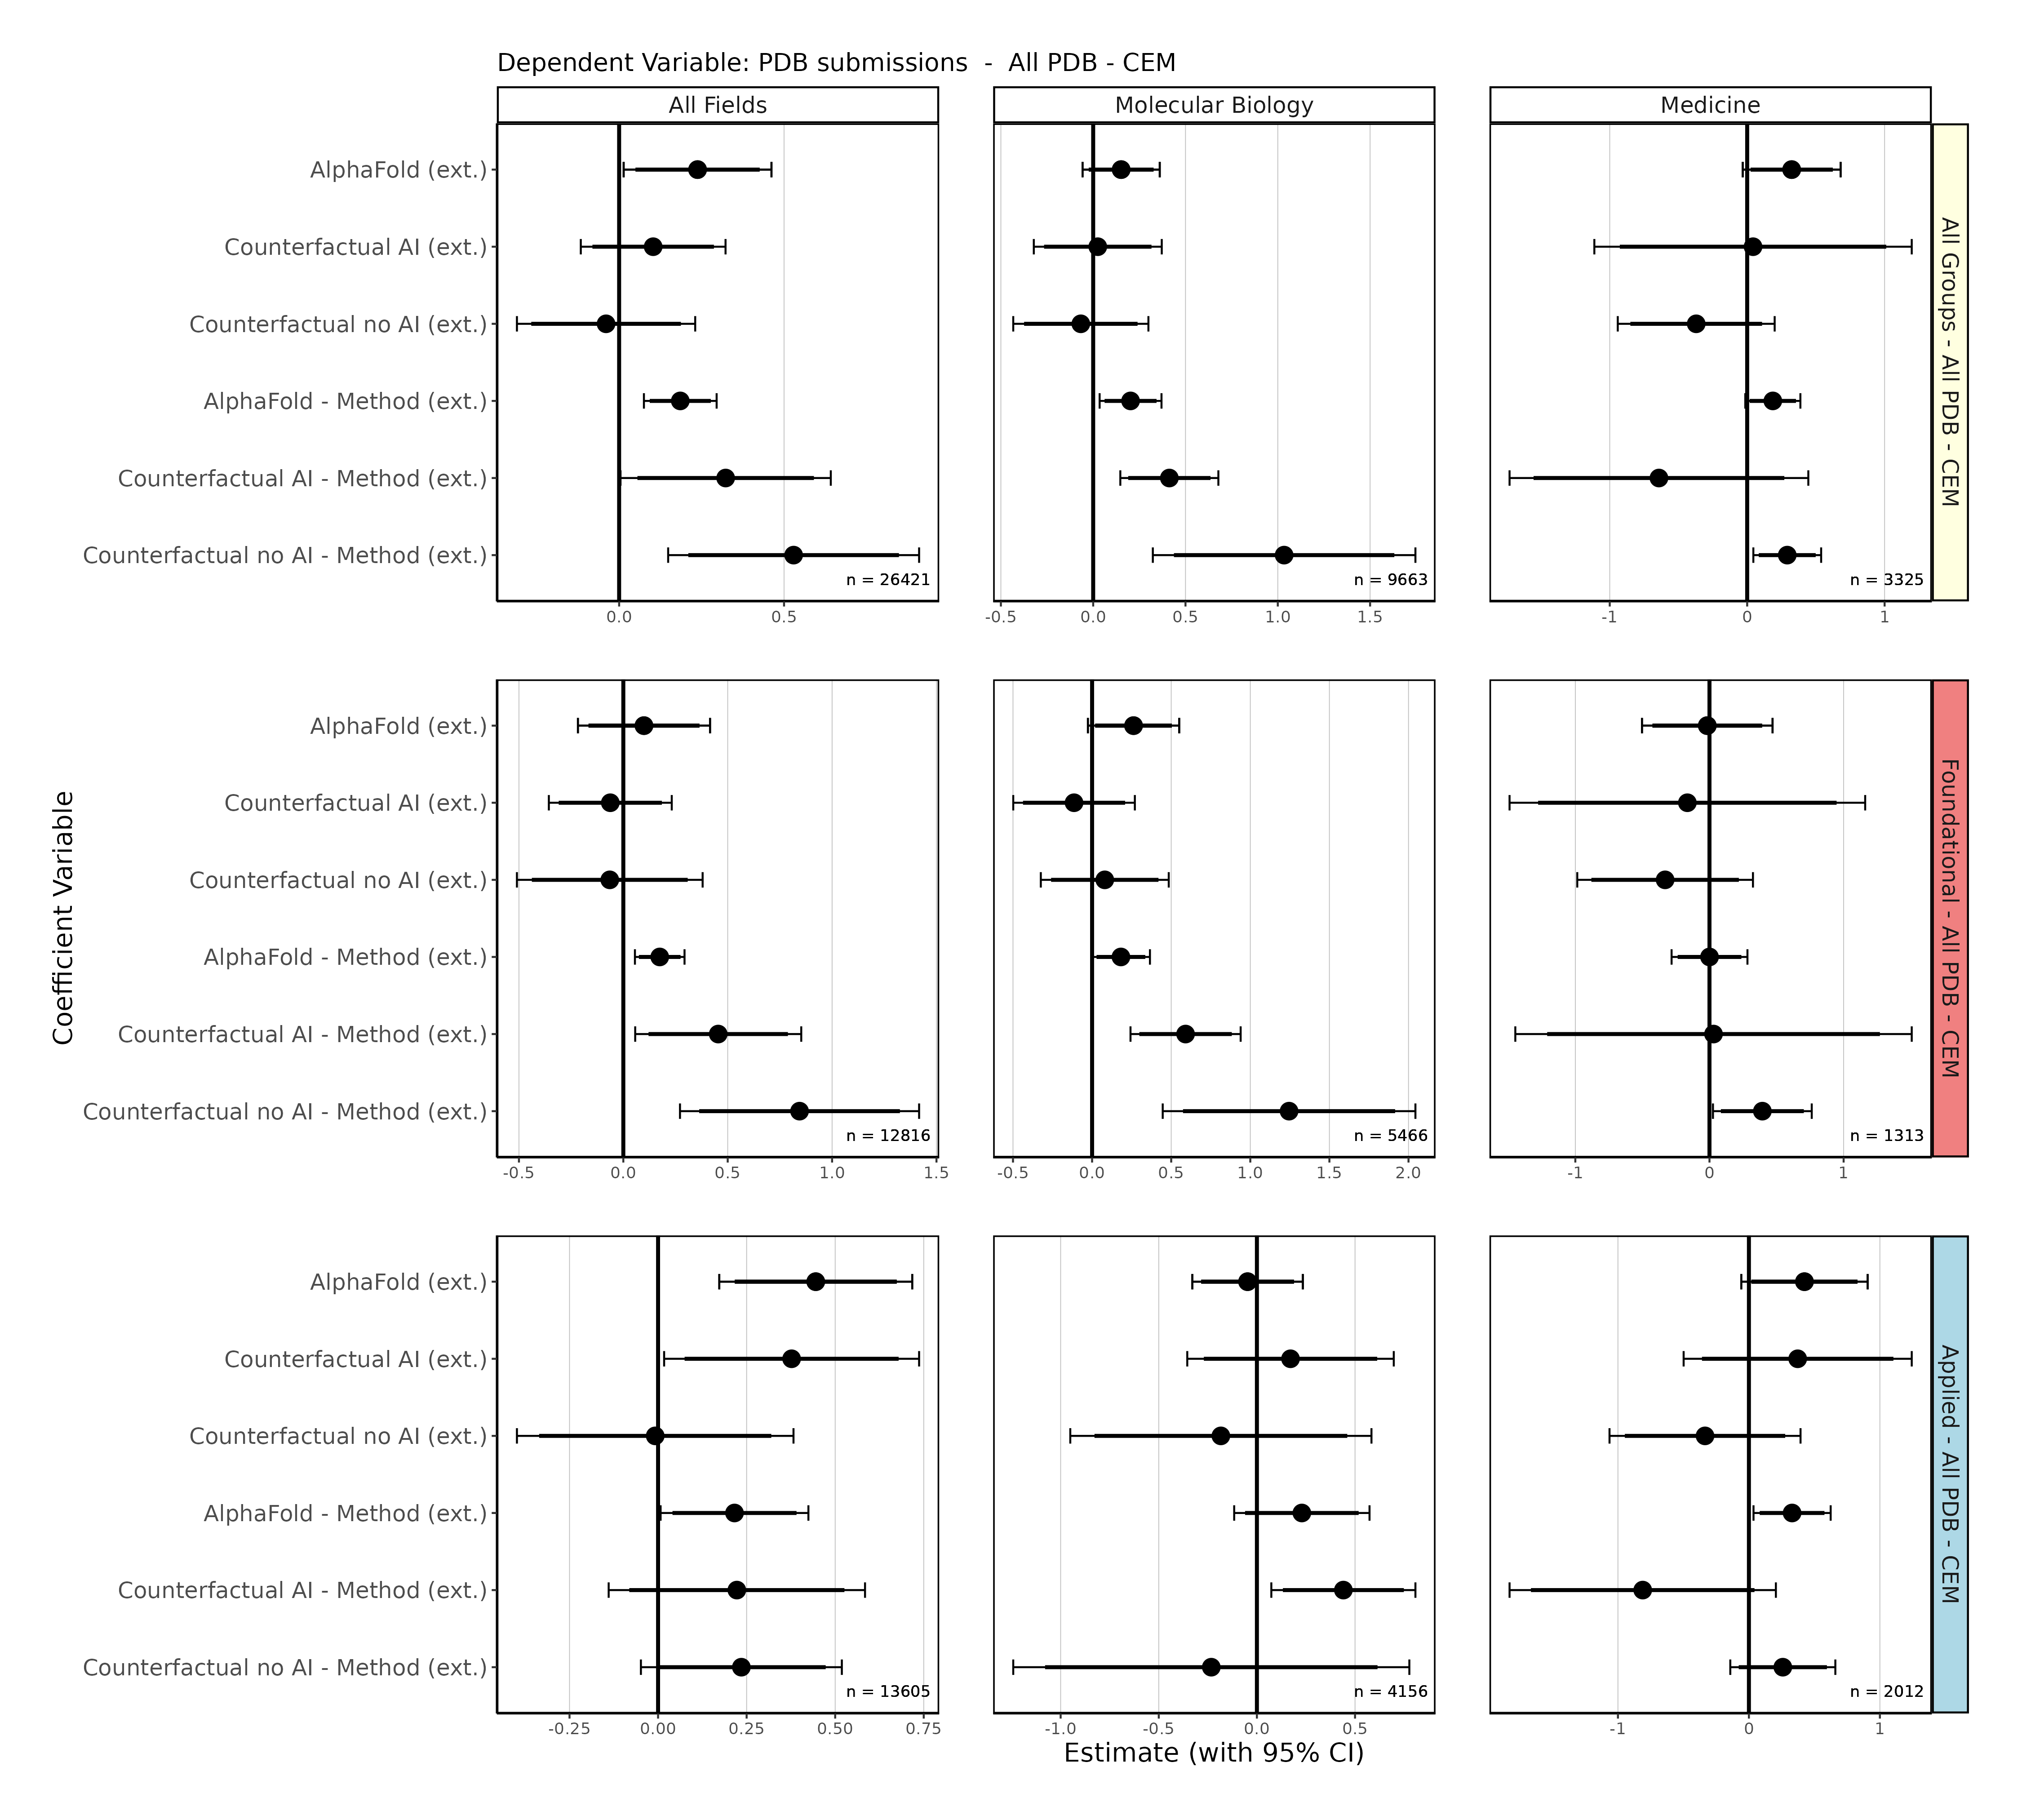 Dependent Variable: PDB submissions - All PDB - CEM
All Fields
Molecular Biology
Medicine
Coefficient Variable
AlphaFold (ext.)
Counterfactual AI (ext.)
Counterfactual no AI (ext.)
AlphaFold - Method (ext.)
Counterfactual AI - Method (ext.)
Counterfactual no AI - Method (ext.)
n = 26421
0.0 0.5
n = 9663
-0.5 0.0 0.5 1.0 1.5
n = 3325
-1 0 1
All Groups - All PDB - CEM
AlphaFold (ext.)
Counterfactual AI (ext.)
Counterfactual no AI (ext.)
AlphaFold - Method (ext.)
Counterfactual AI - Method (ext.)
Counterfactual no AI - Method (ext.)
n = 12816
-0.5 0.0 0.5 1.0 1.5
n = 5466
-0.5 0.0 0.5 1.0 1.5 2.0
n = 1313
-1 0 1
Foundational - All PDB - CEM
AlphaFold (ext.)
Counterfactual AI (ext.)
Counterfactual no AI (ext.)
AlphaFold - Method (ext.)
Counterfactual AI - Method (ext.)
Counterfactual no AI - Method (ext.)
n = 13605
-0.25 0.00 0.25 0.50 0.75
n = 4156
-1.0 -0.5 0.0 0.5
n = 2012
-1 0 1
Applied - All PDB - CEM
Estimate (with 95% CI)